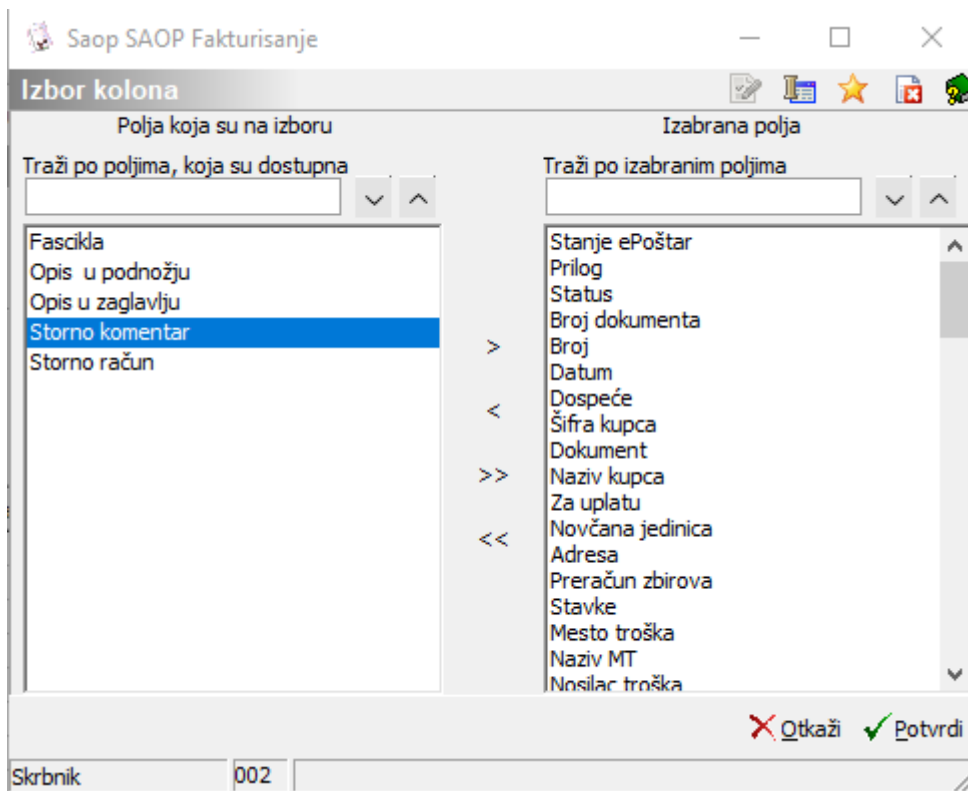 Saop SAOP Fakturisanje
Izbor kolona
Polja koja su na izboru
Izabrana polja
Traži po poljima, koja su dostupna
Traži po izabranim poljima
Fascikla
Opis  u podnožju
Opis u zaglavlju
Storno komentar
Storno račun
>
<
>>
<<
Stanje ePoštar
Prilog
Status
Broj dokumenta
Broj
Datum
Dospeće
Šifra kupca
Dokument
Naziv kupca
Za uplatu
Novčana jedinica
Adresa
Preračun zbirova
Stavke
Mesto troška
Naziv MT
Nosilac troška
Otkaži
Potvrdi
Skrbnik
002